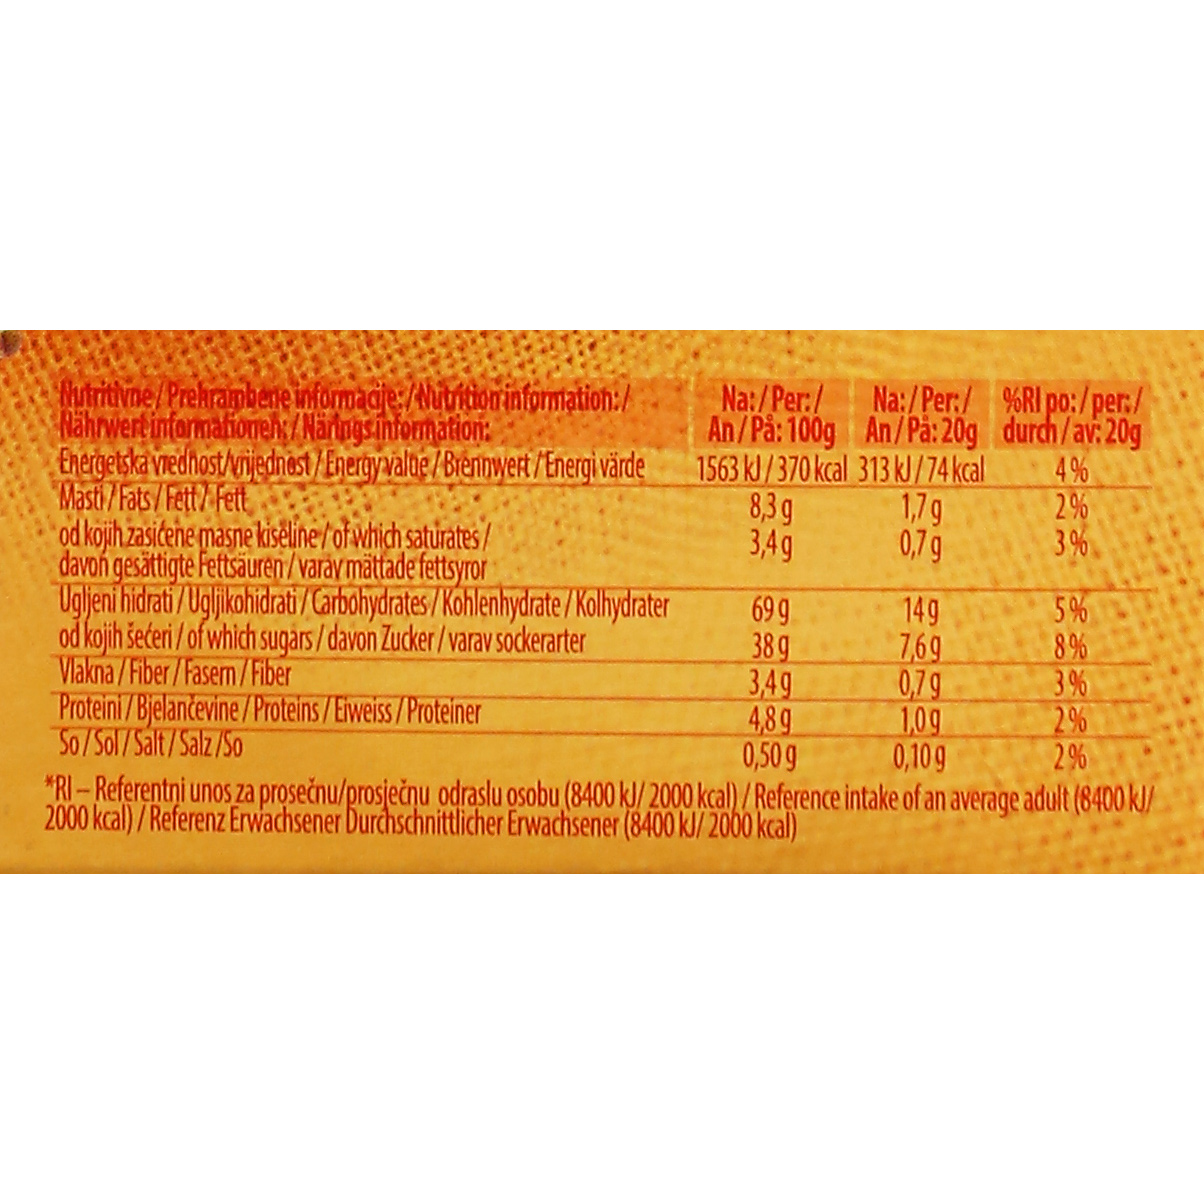 Nutritivne / Prehrambene informacije: / Nutrition information: / Na: / Per: / Na: / Per: / %RI po: / per: /
Nährwert informationen: / Närings information: An / På: 100g An / På: 20g durch / av: 20g
Energetska vrednost/vrijednost / Energy value / Brennwert / Energi värde 1563 kJ / 370 kcal 313 kJ / 74 kcal 4 %
Masti / Fats / Fett / Fett 8,3 g 1,7 g 2 %
od kojih zasićene masne kiseline / of which saturates / 3,4 g 0,7 g 3 %
davon gesättigte Fettsäuren / varav mättade fettsyror
Ugljeni hidrati / Ugljikohidrati / Carbohydrates / Kohlenhydrate / Kolhydrater 69 g 14 g 5 %
od kojih šećeri / of which sugars / davon Zucker / varav sockerarter 38 g 7,6 g 8 %
Vlakna / Fiber / Fasern / Fiber 3,4 g 0,7 g 3 %
Proteini / Bjelančevine / Proteins / Eiweiss / Proteiner 4,8 g 1,0 g 2 %
So / Sol / Salt / Salz /So 0,50 g 0,10 g 2 %
*RI – Referentni unos za prosečnu/prosječnu odraslu osobu (8400 kJ/ 2000 kcal) / Reference intake of an average adult (8400 kJ/
2000 kcal) / Referenz Erwachsener Durchschnittlicher Erwachsener (8400 kJ/ 2000 kcal)